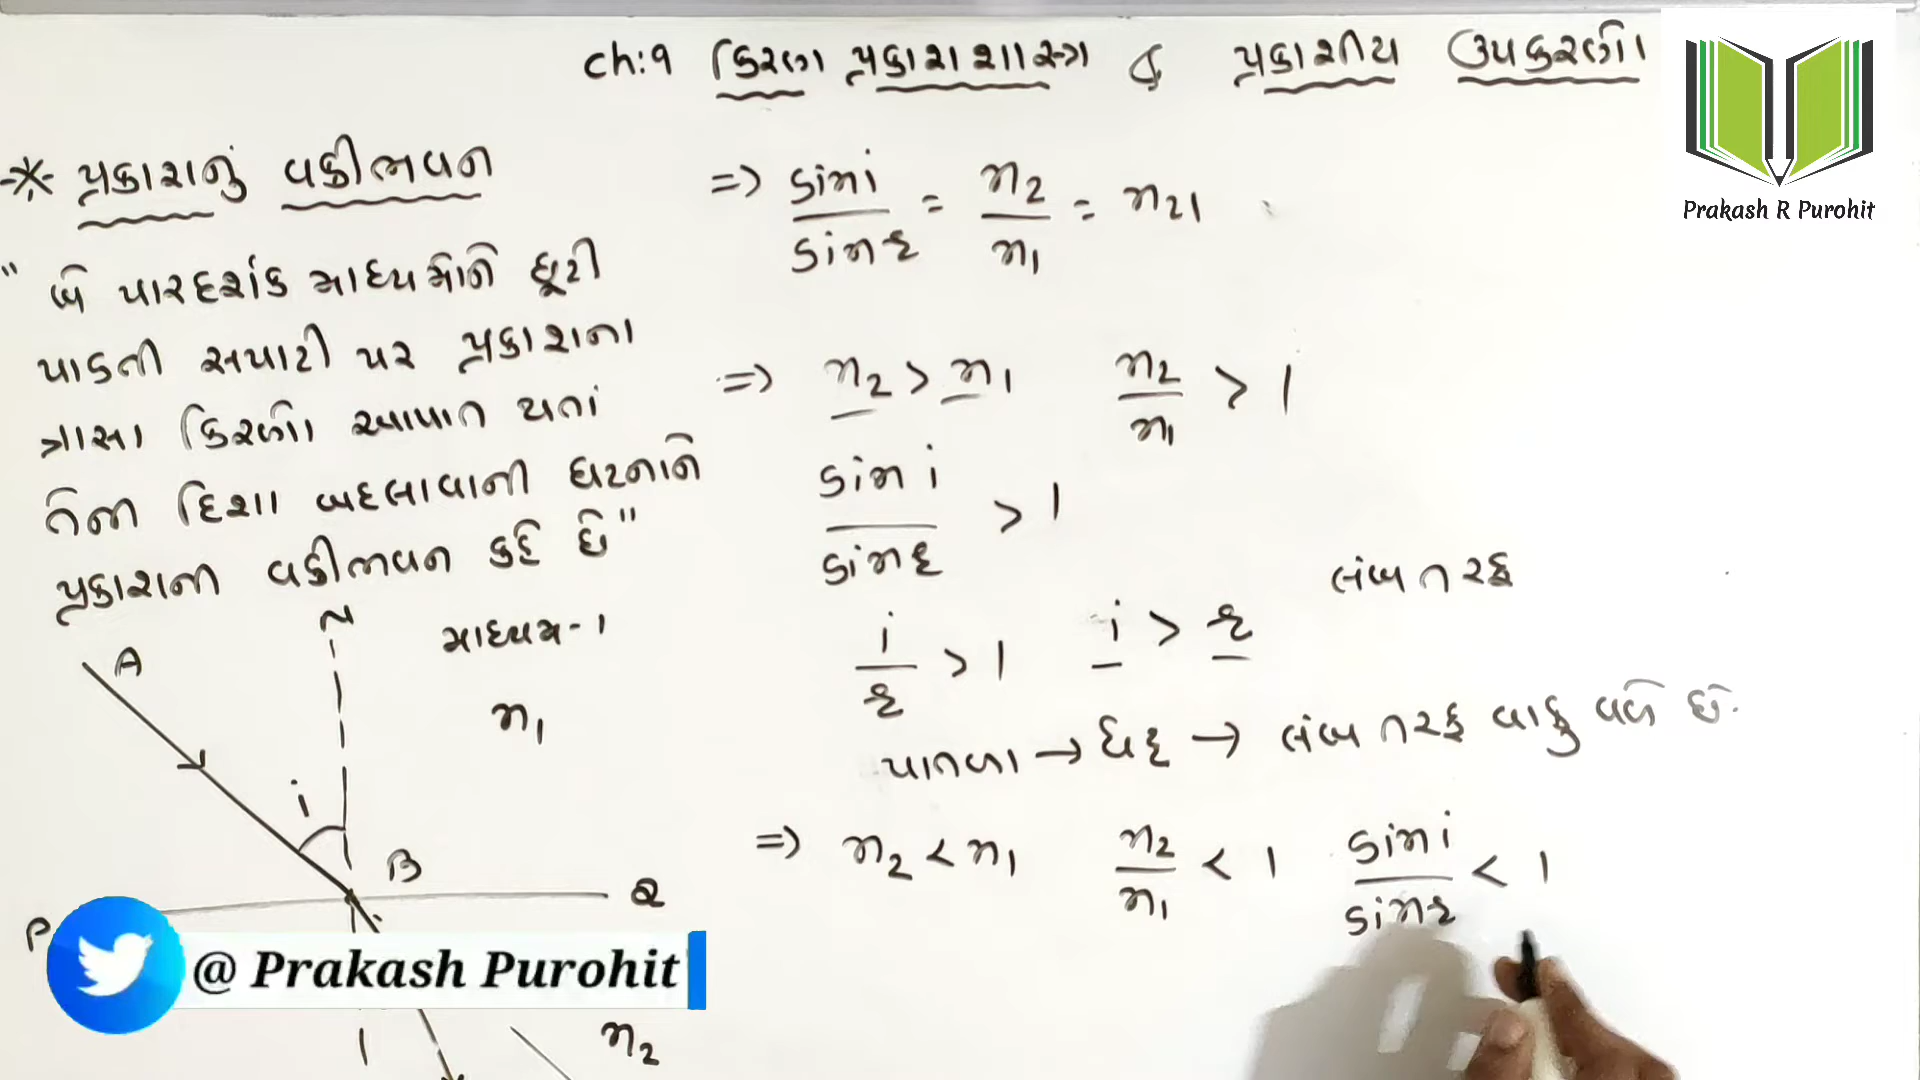 ch:9 કિરણ પ્રકાશશાસ્ત્ર & પ્રકાશીય ઉપકરણો
Prakash R Purohit
-*- પ્રકાશનું વક્રીભવન
"બે પારદર્શક માધ્યમોને છૂટી
પાડતી સપાટી પર પ્રકાશના
ત્રાંસા કિરણો આપાત થતાં
તેની દિશા બદલાવાની ઘટનાને
પ્રકાશના વક્રીભવન કહે છે"
N
A
માધ્યમ-1
n₁
i
B
P
Q
@ Prakash Purohit
n₂
=> sin i / sin r = n₂ / n₁ = n₂₁
=> n₂ > n₁ n₂ / n₁ > 1
sin i / sin r > 1
લંબ તરફ
i / r > 1 i > r
પાતળા → ઘટ્ટ → લંબ તરફ વાંકુ વળે છે.
=> n₂ < n₁ n₂ / n₁ < 1 sin i / sin r < 1